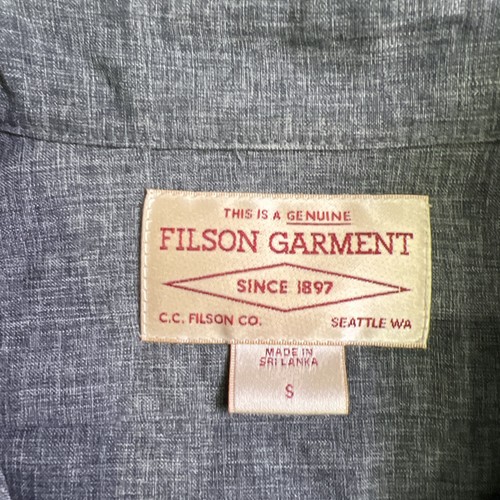 THIS IS A GENUINE
FILSON GARMENT
SINCE 1897
C.C. FILSON CO. SEATTLE WA
MADE IN
SRI LANKA
S